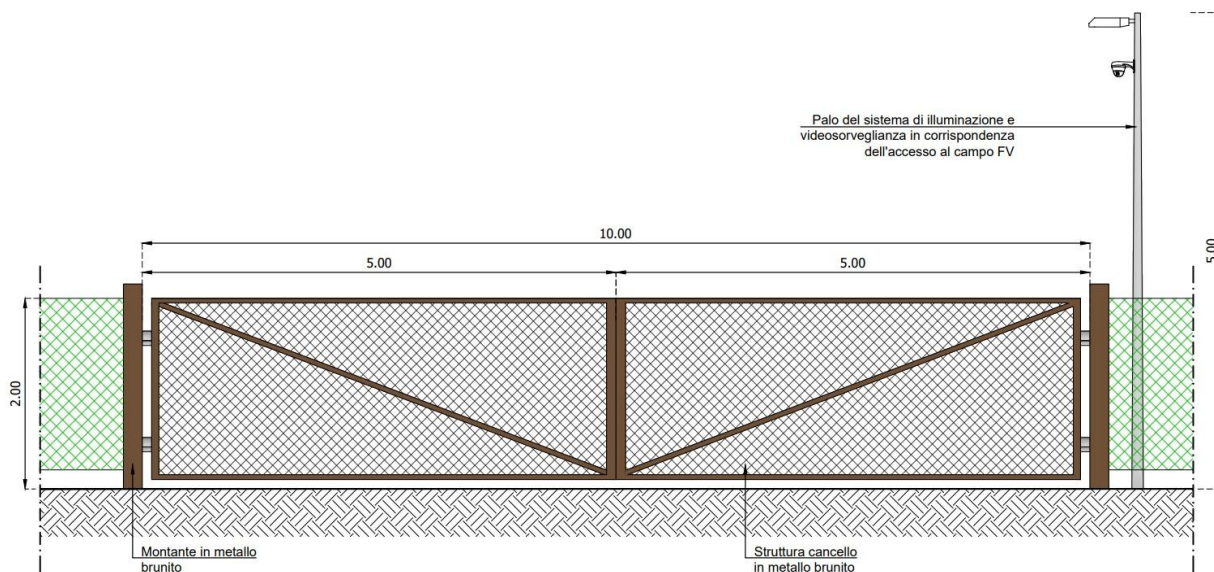 Palo del sistema di illuminazione e
videosorveglianza in corrispondenza
dell'accesso al campo FV
5.00
10.00
5.00
5.00
2.00
Montante in metallo
brunito
Struttura cancello
in metallo brunito